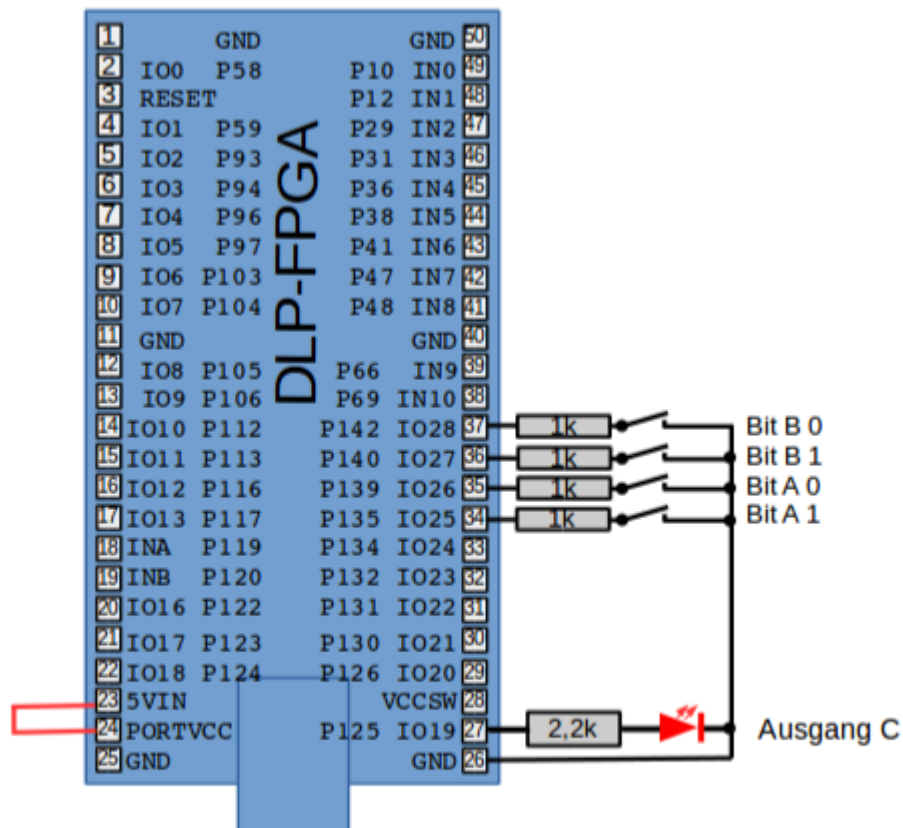 1 GND GND 50
2 IO0 P58 P10 IN0 49
3 RESET P12 IN1 48
4 IO1 P59 P29 IN2 47
5 IO2 P93 P31 IN3 46
6 IO3 P94 P36 IN4 45
7 IO4 P96 P38 IN5 44
8 IO5 P97 P41 IN6 43
9 IO6 P103 P47 IN7 42
10 IO7 P104 P48 IN8 41
11 GND GND 40
12 IO8 P105 P66 IN9 39
13 IO9 P106 P69 IN10 38
DLP-FPGA
14 IO10 P112 P142 IO28 37 1k Bit B 0
15 IO11 P113 P140 IO27 36 1k Bit B 1
16 IO12 P116 P139 IO26 35 1k Bit A 0
17 IO13 P117 P135 IO25 34 1k Bit A 1
18 INA P119 P134 IO24 33
19 INB P120 P132 IO23 32
20 IO16 P122 P131 IO22 31
21 IO17 P123 P130 IO21 30
22 IO18 P124 P126 IO20 29
23 5VIN VCCSW 28
24 PORTVCC P125 IO19 27 2,2k Ausgang C
25 GND GND 26